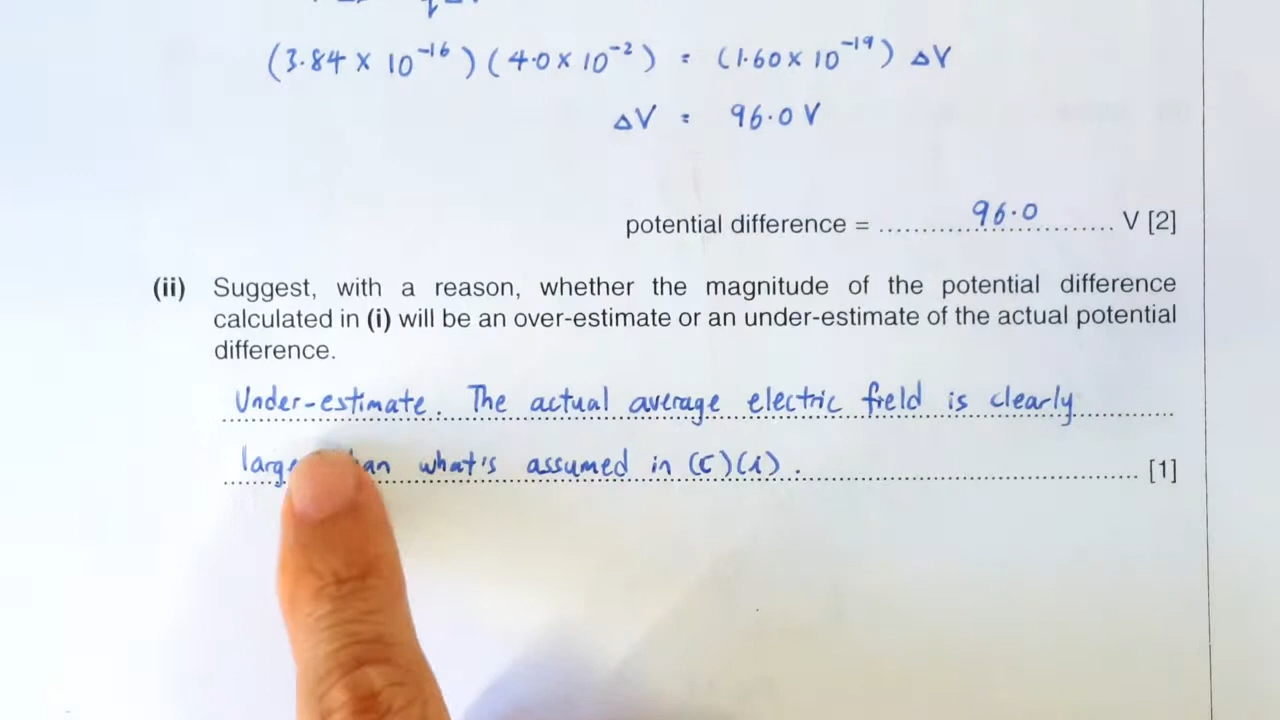 (3.84 × 10⁻¹⁶)(4.0 × 10⁻²) = (1.60 × 10⁻¹⁹) ΔV
ΔV = 96.0 V
potential difference = 96.0 V [2]
(ii) Suggest, with a reason, whether the magnitude of the potential difference
calculated in (i) will be an over-estimate or an under-estimate of the actual potential
difference.
Under-estimate. The actual average electric field is clearly
what's assumed in (c)(i). [1]